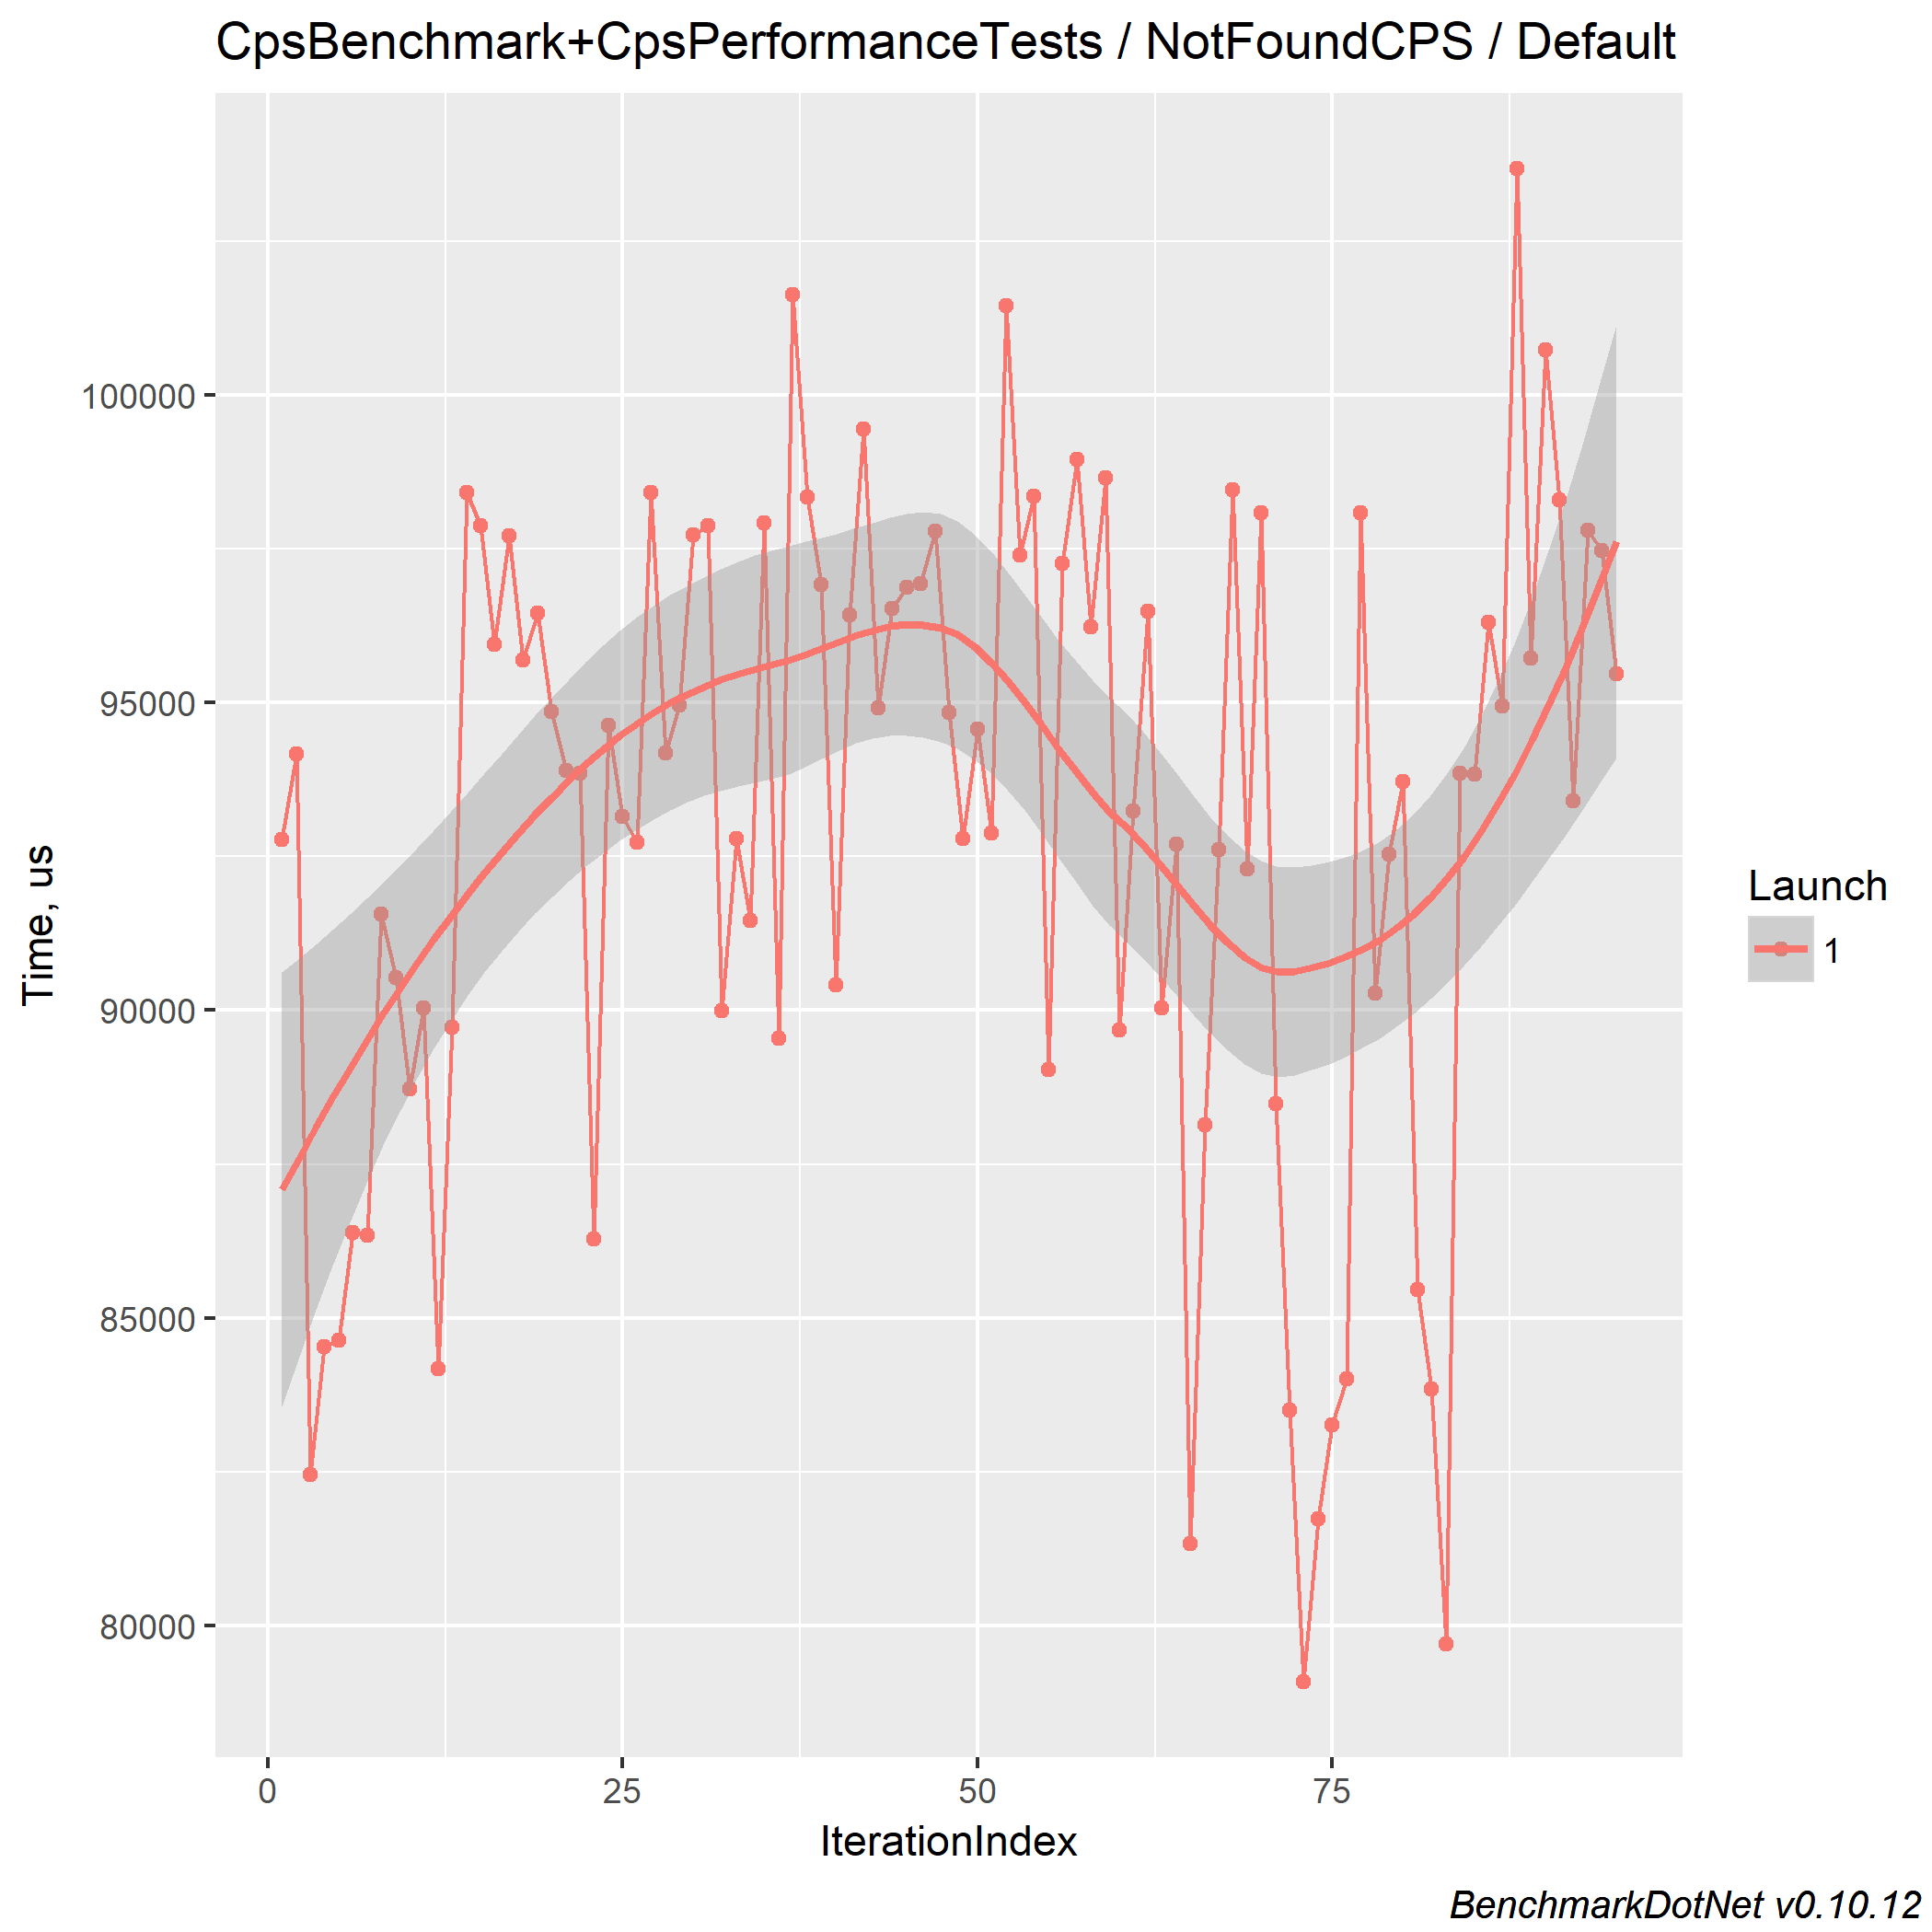 CpsBenchmark+CpsPerformanceTests / NotFoundCPS / Default
100000
95000
90000
85000
80000
Time, us
0 25 50 75
IterationIndex
Launch
1
BenchmarkDotNet v0.10.12